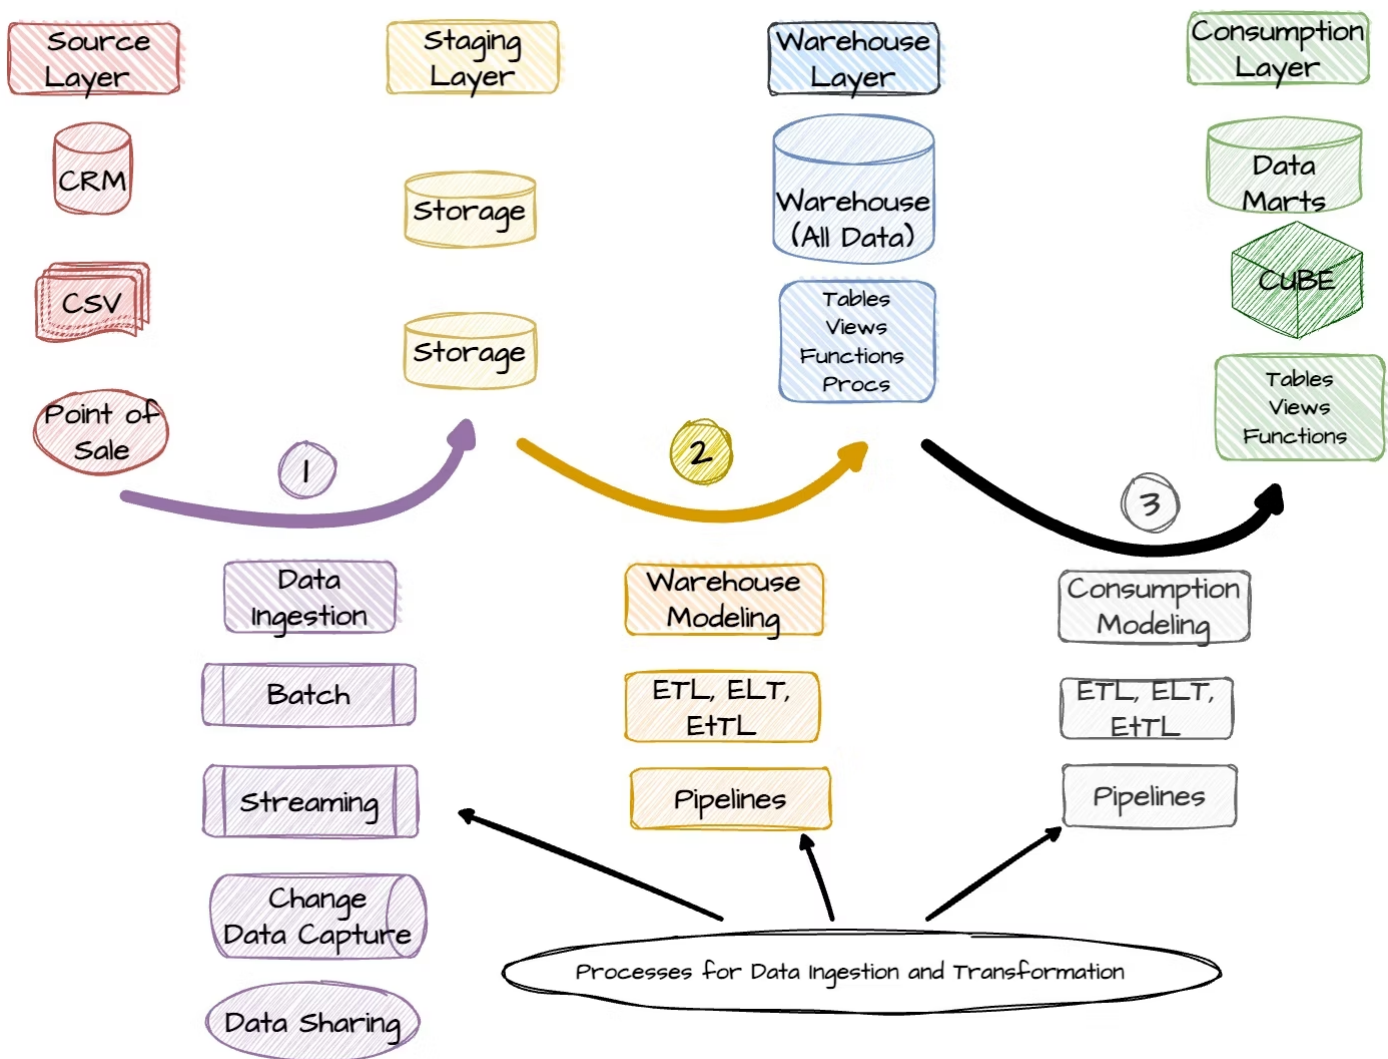 Source
Layer
Staging
Layer
Warehouse
Layer
Consumption
Layer
CRM
CSV
Point of
Sale
Storage
Storage
Warehouse
(All Data)
Tables
Views
Functions
Procs
Data
Marts
CUBE
Tables
Views
Functions
1
2
3
Data
Ingestion
Batch
Streaming
Change
Data Capture
Data Sharing
Warehouse
Modeling
ETL, ELT,
EtTL
Pipelines
Consumption
Modeling
ETL, ELT,
EtTL
Pipelines
Processes for Data Ingestion and Transformation